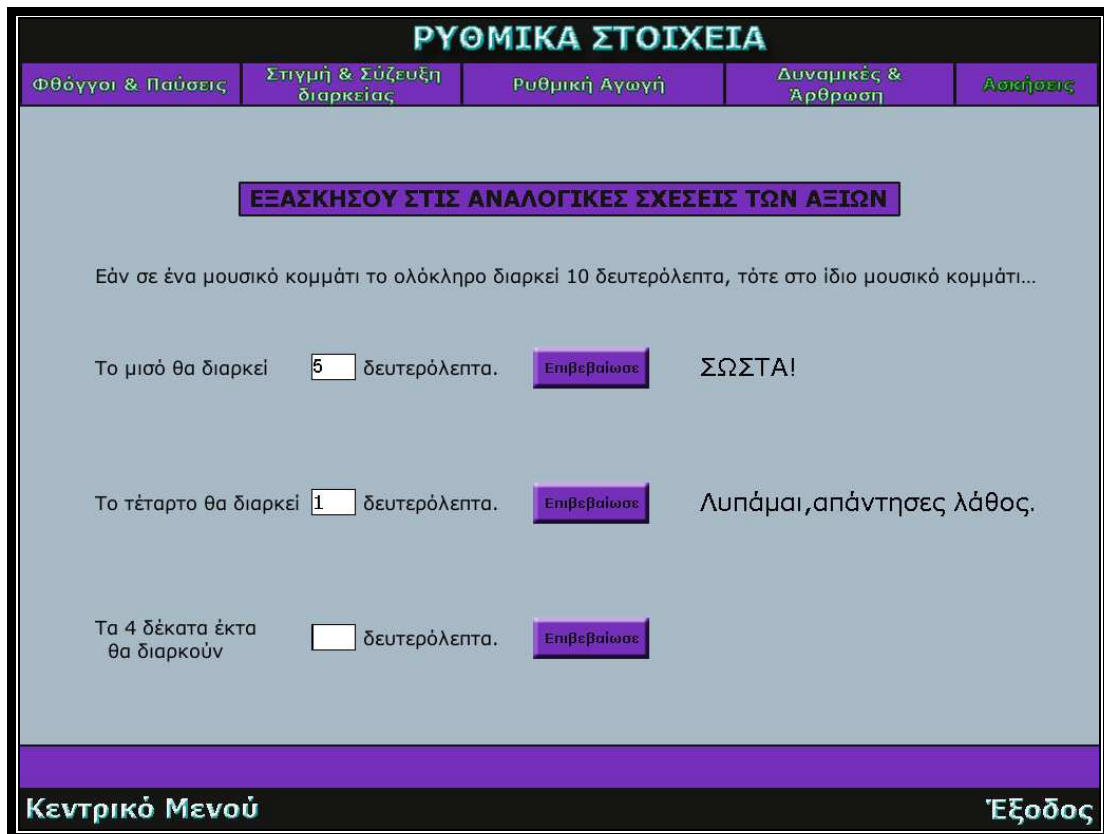 ΡΥΘΜΙΚΑ ΣΤΟΙΧΕΙΑ
Φθόγγοι & Παύσεις
Στιγμή & Σύζευξη
διαρκείας
Ρυθμική Αγωγή
Δυναμικές &
Άρθρωση
Ασκήσεις
ΕΞΑΣΚΗΣΟΥ ΣΤΙΣ ΑΝΑΛΟΓΙΚΕΣ ΣΧΕΣΕΙΣ ΤΩΝ ΑΞΙΩΝ
Εάν σε ένα μουσικό κομμάτι το ολόκληρο διαρκεί 10 δευτερόλεπτα, τότε στο ίδιο μουσικό κομμάτι...
Το μισό θα διαρκεί 5 δευτερόλεπτα. Επιβεβαίωσε ΣΩΣΤΑ!
Το τέταρτο θα διαρκεί 1 δευτερόλεπτα. Επιβεβαίωσε Λυπάμαι,απάντησες λάθος.
Τα 4 δέκατα έκτα
θα διαρκούν
δευτερόλεπτα. Επιβεβαίωσε
Κεντρικό Μενού
Έξοδος